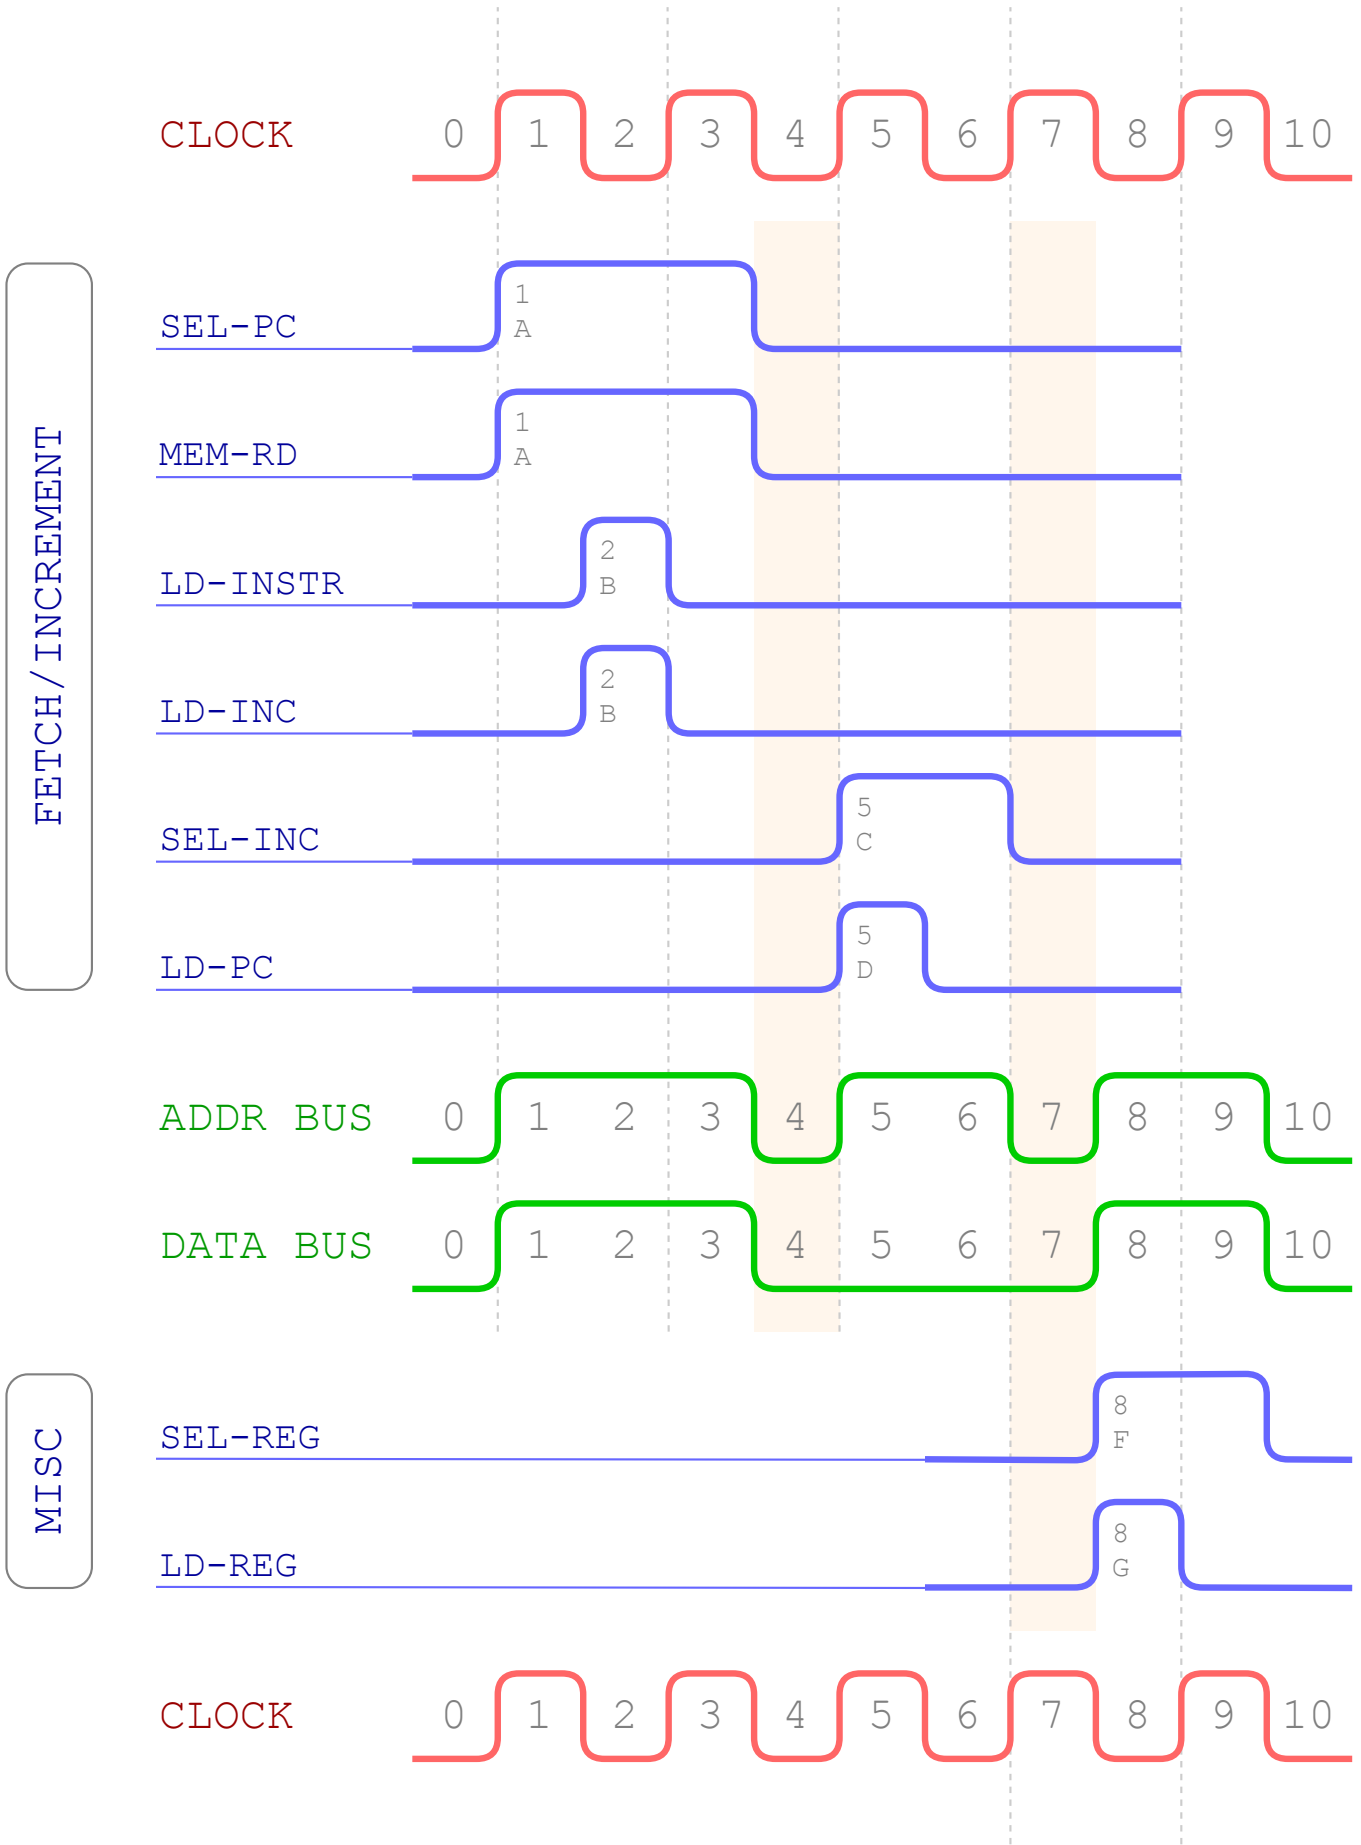 CLOCK 0 1 2 3 4 5 6 7 8 9 10
FETCH/INCREMENT
SEL-PC
1
A
MEM-RD
1
A
LD-INSTR
2
B
LD-INC
2
B
SEL-INC
5
C
LD-PC
5
D
ADDR BUS 0 1 2 3 4 5 6 7 8 9 10
DATA BUS 0 1 2 3 4 5 6 7 8 9 10
MISC
SEL-REG
8
F
LD-REG
8
G
CLOCK 0 1 2 3 4 5 6 7 8 9 10